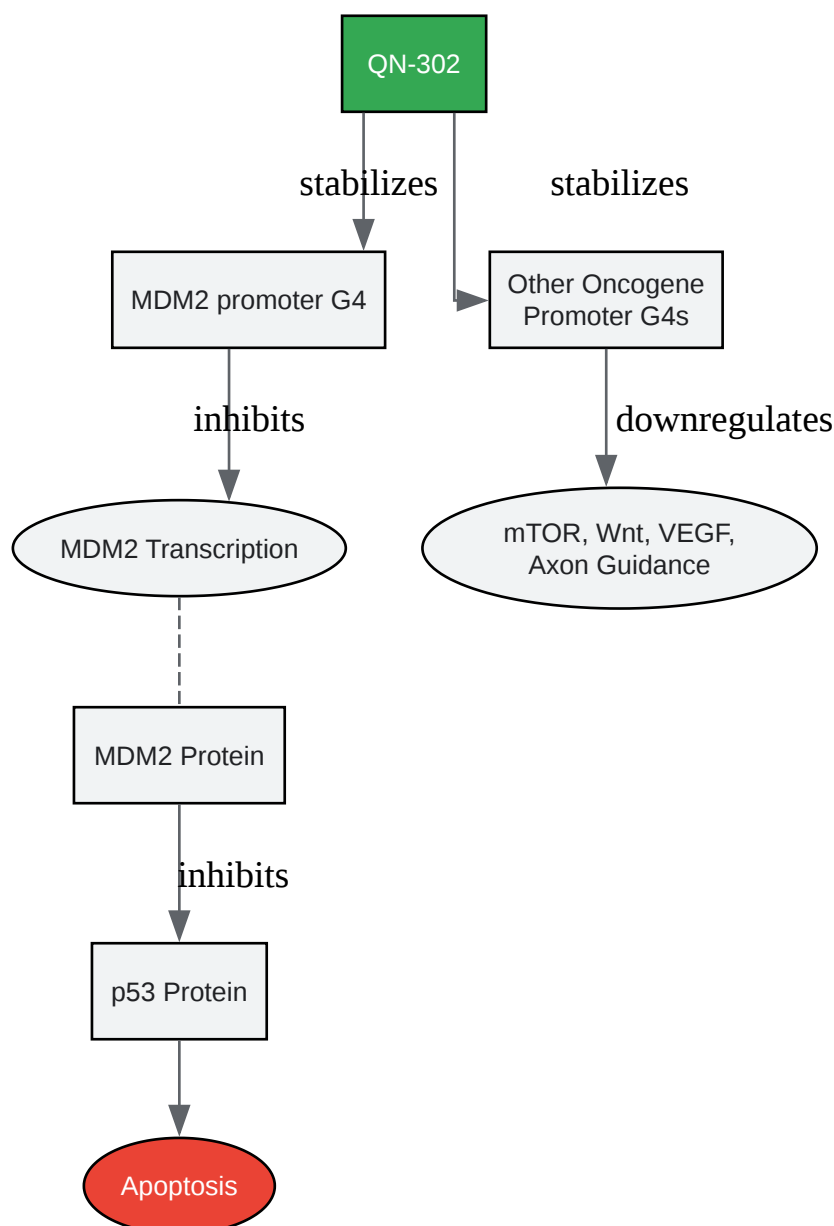 QN-302
stabilizes
stabilizes
MDM2 promoter G4
Other Oncogene
Promoter G4s
inhibits
downregulates
MDM2 Transcription
mTOR, Wnt, VEGF,
Axon Guidance
MDM2 Protein
inhibits
p53 Protein
Apoptosis